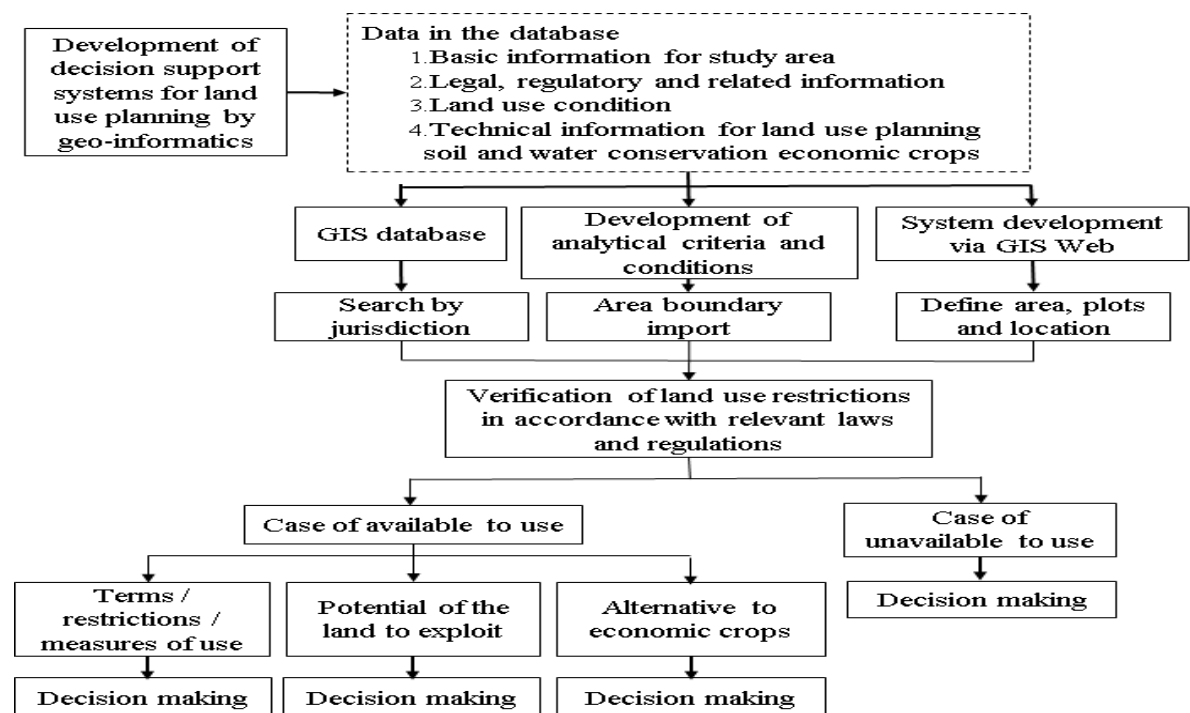 Development of
decision support
systems for land
use planning by
geo-informatics
Data in the database
1.Basic information for study area
2.Legal, regulatory and related information
3.Land use condition
4.Technical information for land use planning
soil and water conservation economic crops
GIS database
Development of
analytical criteria and
conditions
System development
via GIS Web
Search by
jurisdiction
Area boundary
import
Define area, plots
and location
Verification of land use restrictions
in accordance with relevant laws
and regulations
Case of available to use
Case of
unavailable to use
Terms /
restrictions /
measures of use
Potential of the
land to exploit
Alternative to
economic crops
Decision making
Decision making
Decision making
Decision making